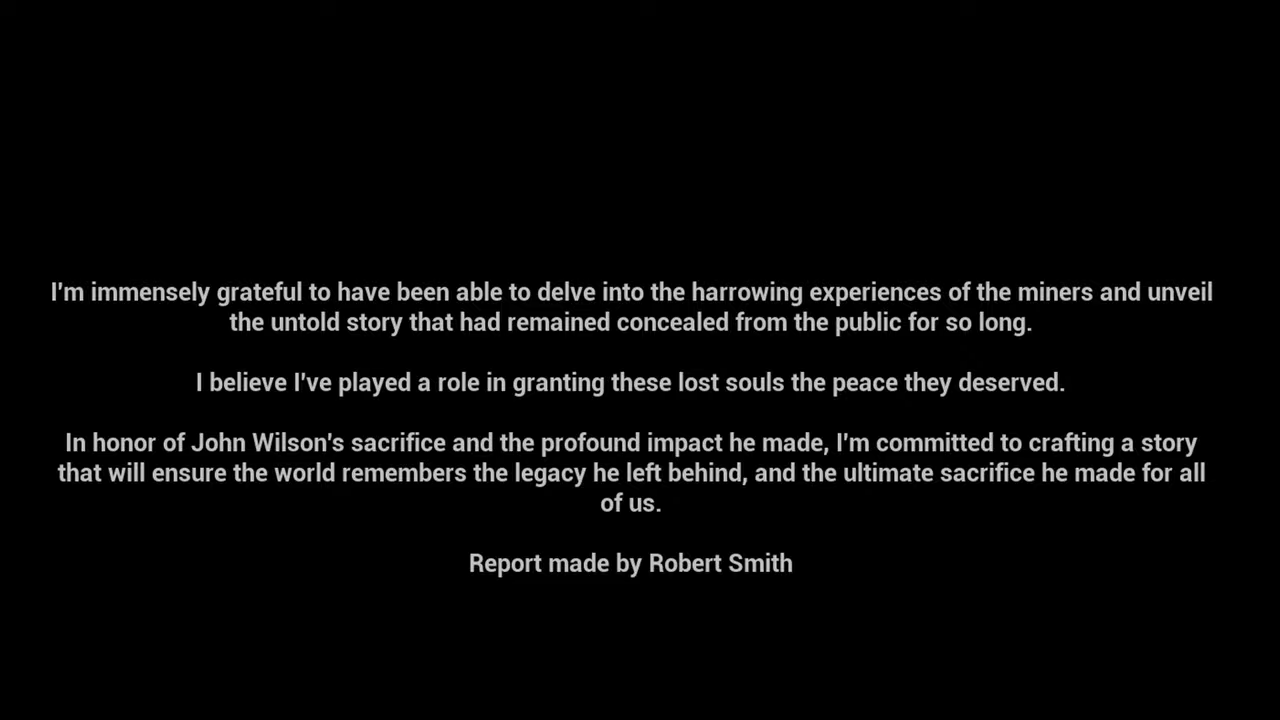 I'm immensely grateful to have been able to delve into the harrowing experiences of the miners and unveil
the untold story that had remained concealed from the public for so long.
I believe I've played a role in granting these lost souls the peace they deserved.
In honor of John Wilson's sacrifice and the profound impact he made, I'm committed to crafting a story
that will ensure the world remembers the legacy he left behind, and the ultimate sacrifice he made for all
of us.
Report made by Robert Smith